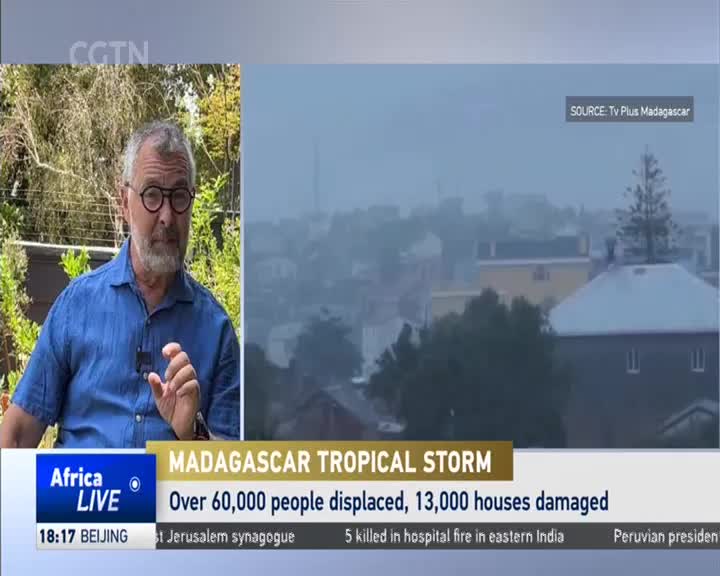 CGTN
SOURCE: Tv Plus Madagascar
MADAGASCAR TROPICAL STORM
Africa
LIVE
Over 60,000 people displaced, 13,000 houses damaged
18:17 BEIJING
st Jerusalem synagogue 5 killed in hospital fire in eastern India Peruvian president